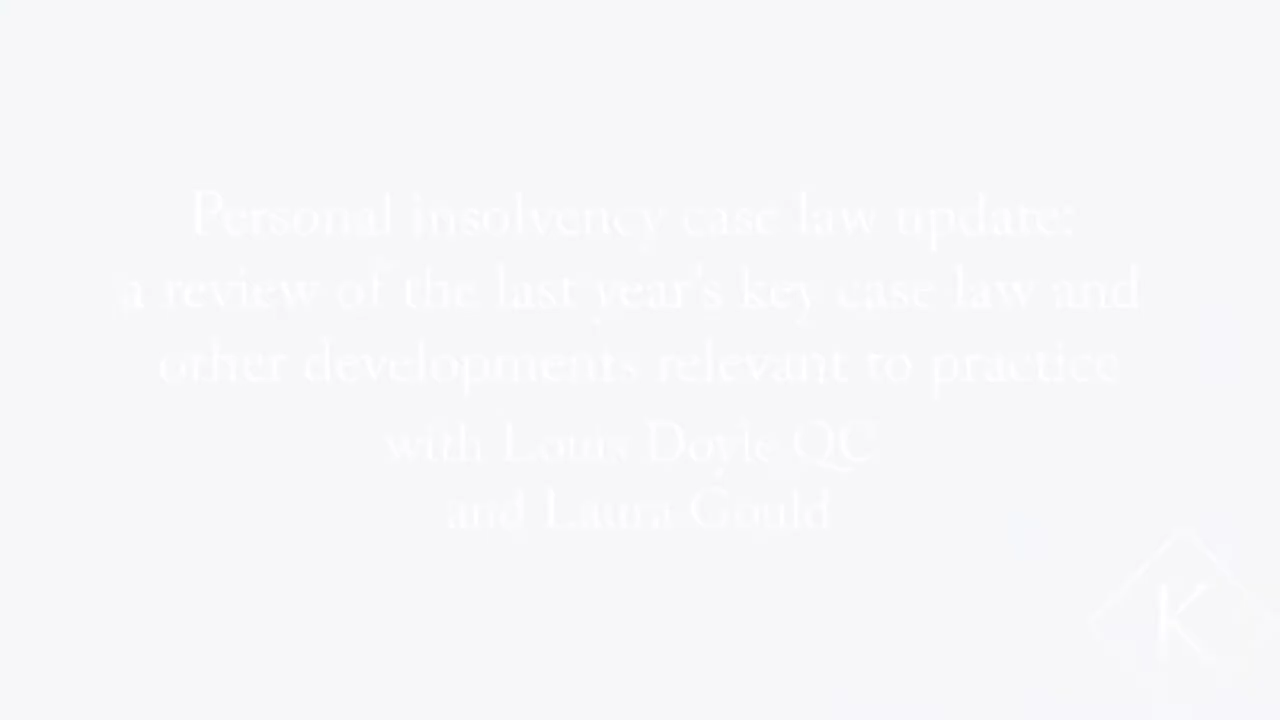 Personal insolvency case law update:
a review of the last year's key case law and
other developments relevant to practice
with Louis Doyle QC
and Laura Gould
K